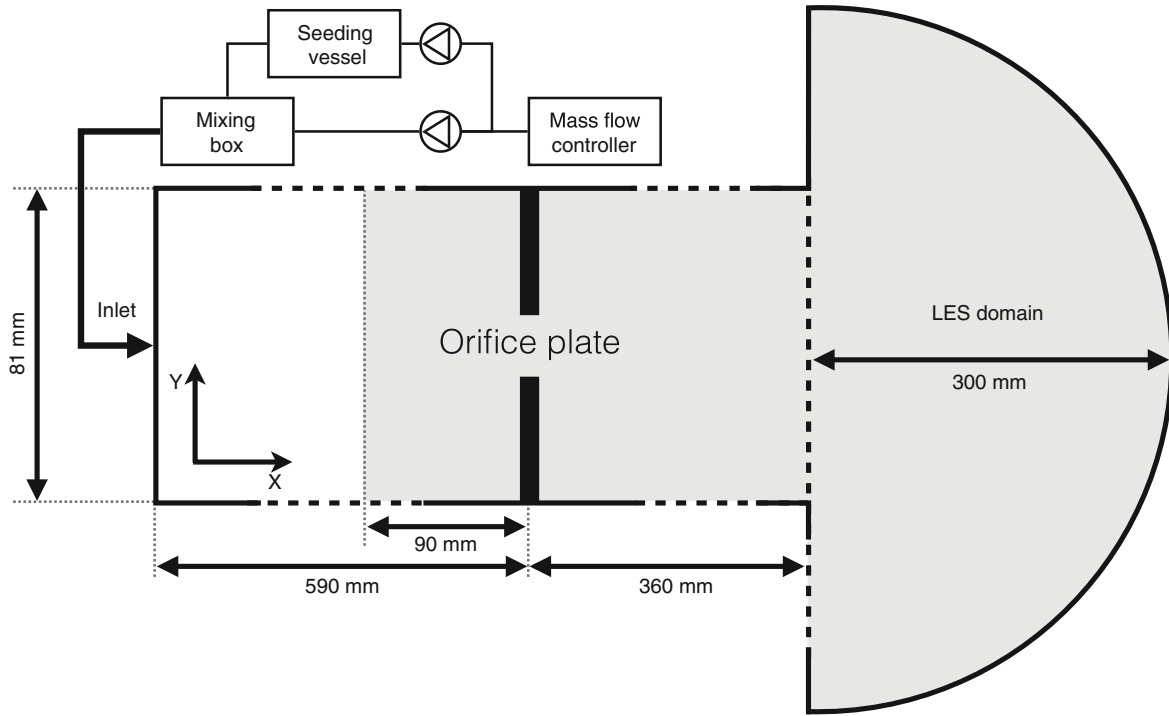 Seeding
vessel
Mixing
box
Mass flow
controller
Inlet
81 mm
Orifice plate
LES domain
300 mm
Y
X
90 mm
590 mm
360 mm